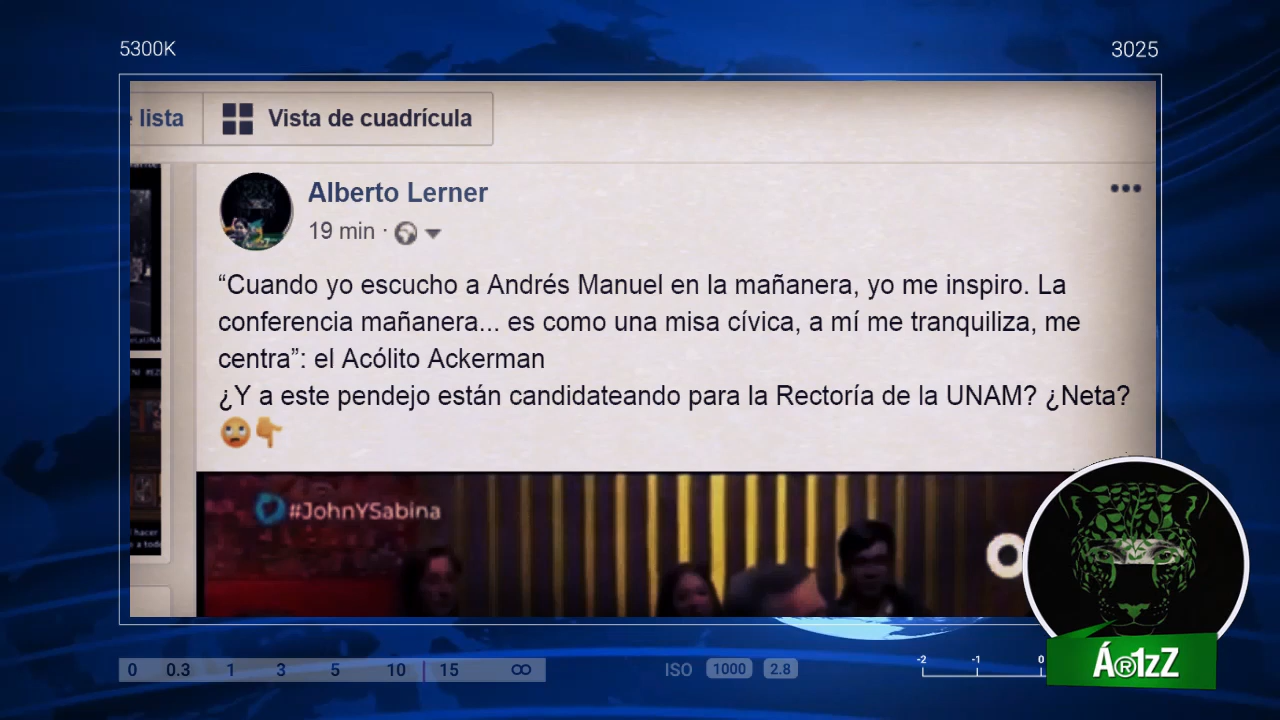 5300K
3025
lista
Vista de cuadrícula
Alberto Lerner
19 min ·
“Cuando yo escucho a Andrés Manuel en la mañanera, yo me inspiro. La
conferencia mañanera... es como una misa cívica, a mí me tranquiliza, me
centra”: el Acólito Ackerman
¿Y a este pendejo están candidateando para la Rectoría de la UNAM? ¿Neta?
🙄👇
#JohnYSabina
0 0.3 1 3 5 10 15 ∞
ISO 1000 2.8
-2 -1 0
Á®1zZ